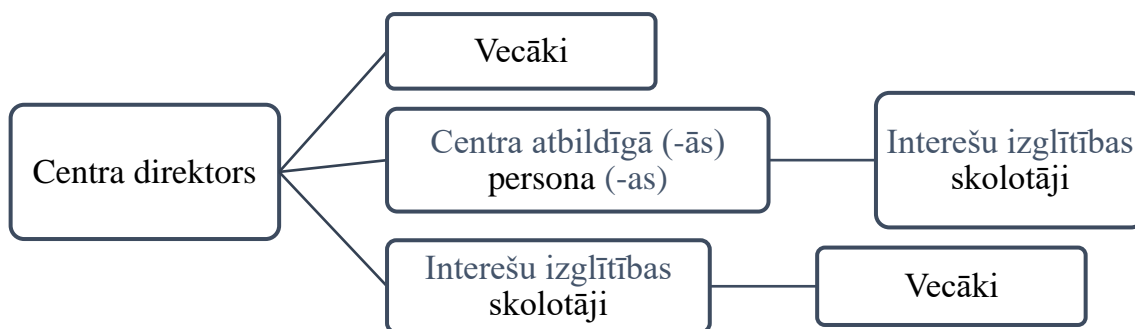 Vecāki
Centra direktors
Centra atbildīgā (-ās)
persona (-as)
Interešu izglītības
skolotāji
Interešu izglītības
skolotāji
Vecāki